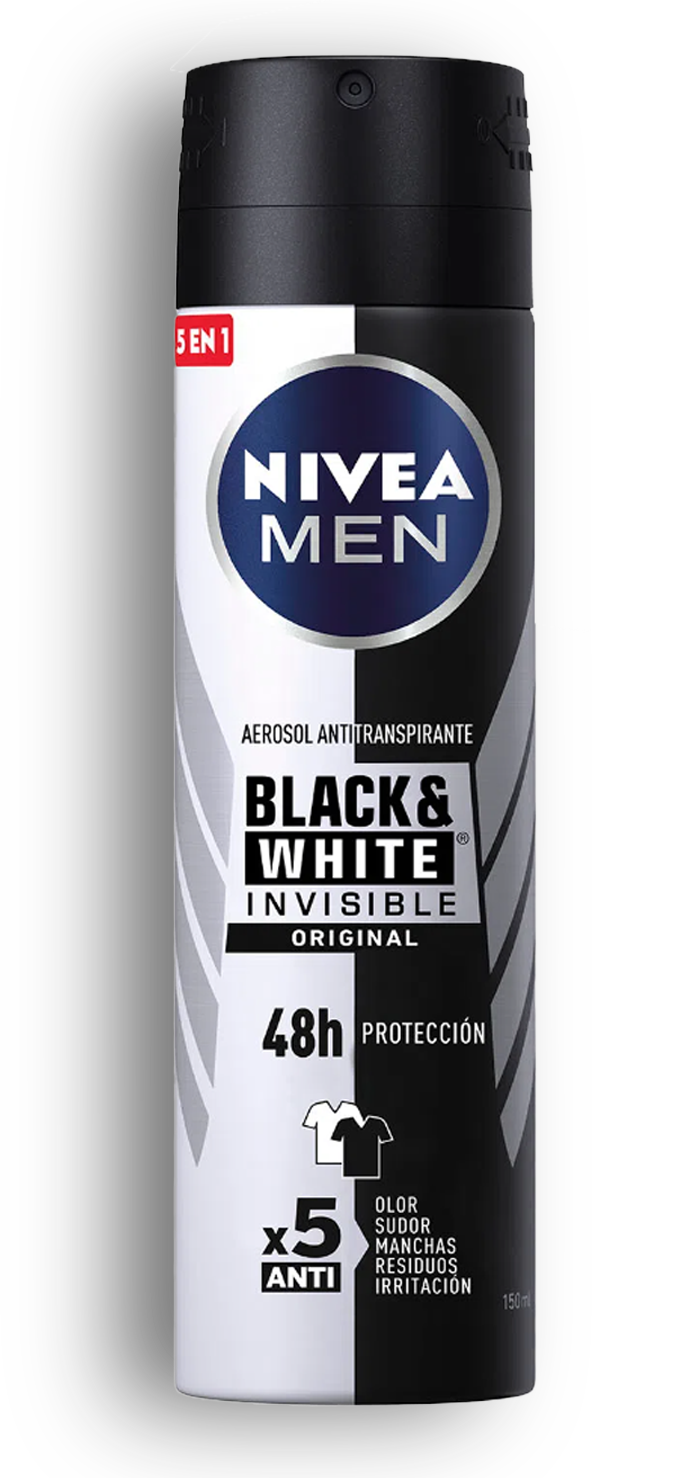 5 EN 1
NIVEA
MEN
AEROSOL ANTITRANSPIRANTE
BLACK&
WHITE®
INVISIBLE
ORIGINAL
48h PROTECCIÓN
x5
ANTI
OLOR
SUDOR
MANCHAS
RESIDUOS
IRRITACIÓN
150 ml